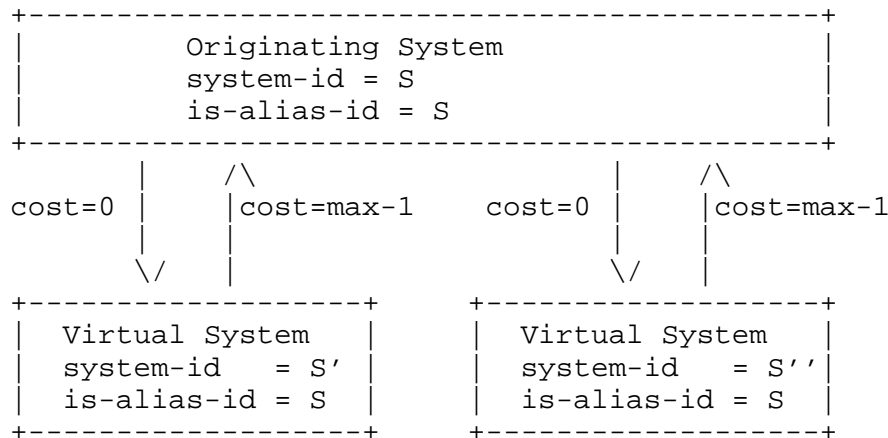 +----------------------------------------------+
|         Originating System                   |
|         system-id = S                        |
|         is-alias-id = S                      |
+----------------------------------------------+
       |    /\                     |    /\
cost=0 |    |cost=max-1    cost=0 |    |cost=max-1
       |    |                      |    |
       \/   |                      \/   |
+-------------------+     +-------------------+
|  Virtual System   |     |  Virtual System   |
|  system-id   = S' |     |  system-id   = S''|
|  is-alias-id = S  |     |  is-alias-id = S  |
+-------------------+     +-------------------+